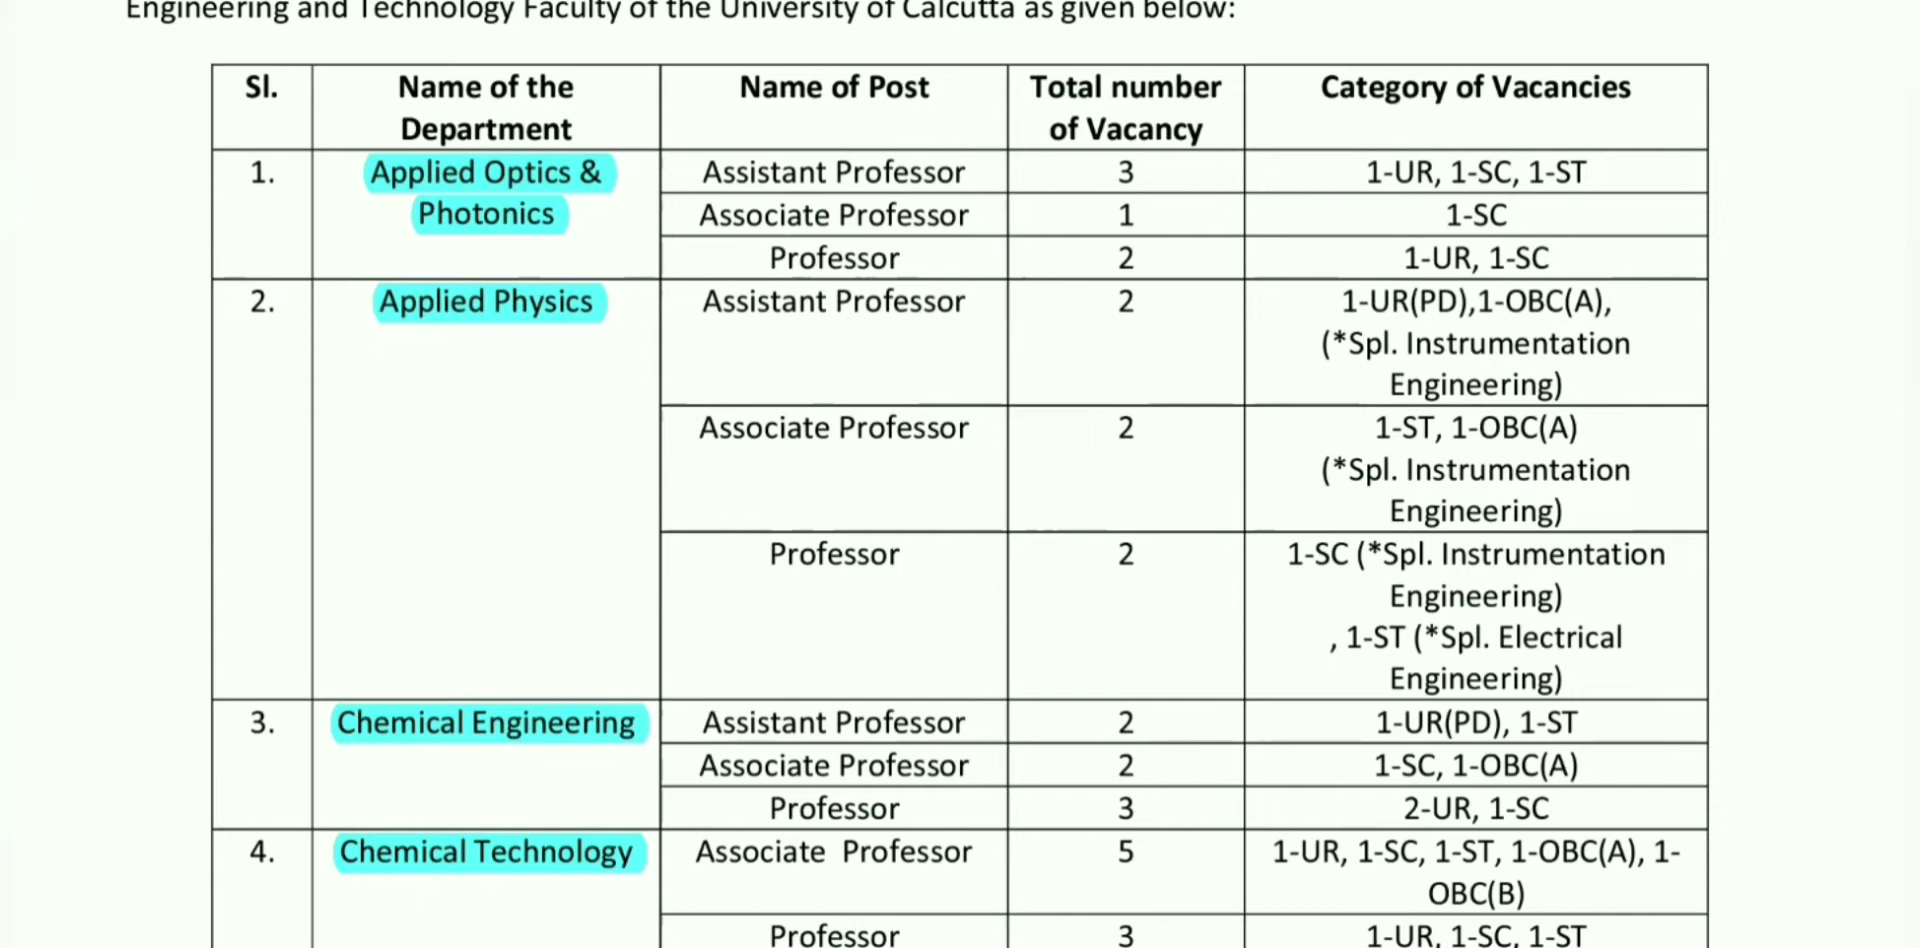 Engineering and Technology Faculty of the University of Calcutta as given below:
Sl. Name of the Department Name of Post Total number of Vacancy Category of Vacancies
1. Applied Optics & Photonics Assistant Professor 3 1-UR, 1-SC, 1-ST
Associate Professor 1 1-SC
Professor 2 1-UR, 1-SC
2. Applied Physics Assistant Professor 2 1-UR(PD),1-OBC(A),
(*Spl. Instrumentation
Engineering)
Associate Professor 2 1-ST, 1-OBC(A)
(*Spl. Instrumentation
Engineering)
Professor 2 1-SC (*Spl. Instrumentation
Engineering)
, 1-ST (*Spl. Electrical
Engineering)
3. Chemical Engineering Assistant Professor 2 1-UR(PD), 1-ST
Associate Professor 2 1-SC, 1-OBC(A)
Professor 3 2-UR, 1-SC
4. Chemical Technology Associate Professor 5 1-UR, 1-SC, 1-ST, 1-OBC(A), 1-
OBC(B)
Professor 3 1-UR, 1-SC, 1-ST